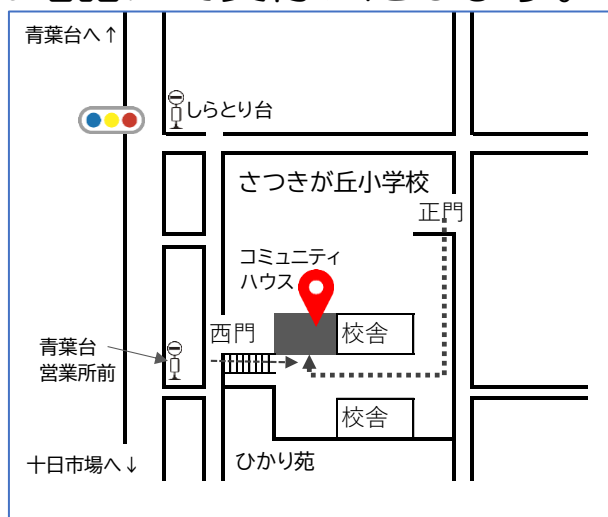 青葉台へ↑
しらとり台
さつきが丘小学校
正門
コミュニティ
ハウス
西門
校舎
青葉台
営業所前
校舎
十日市場へ↓
ひかり苑